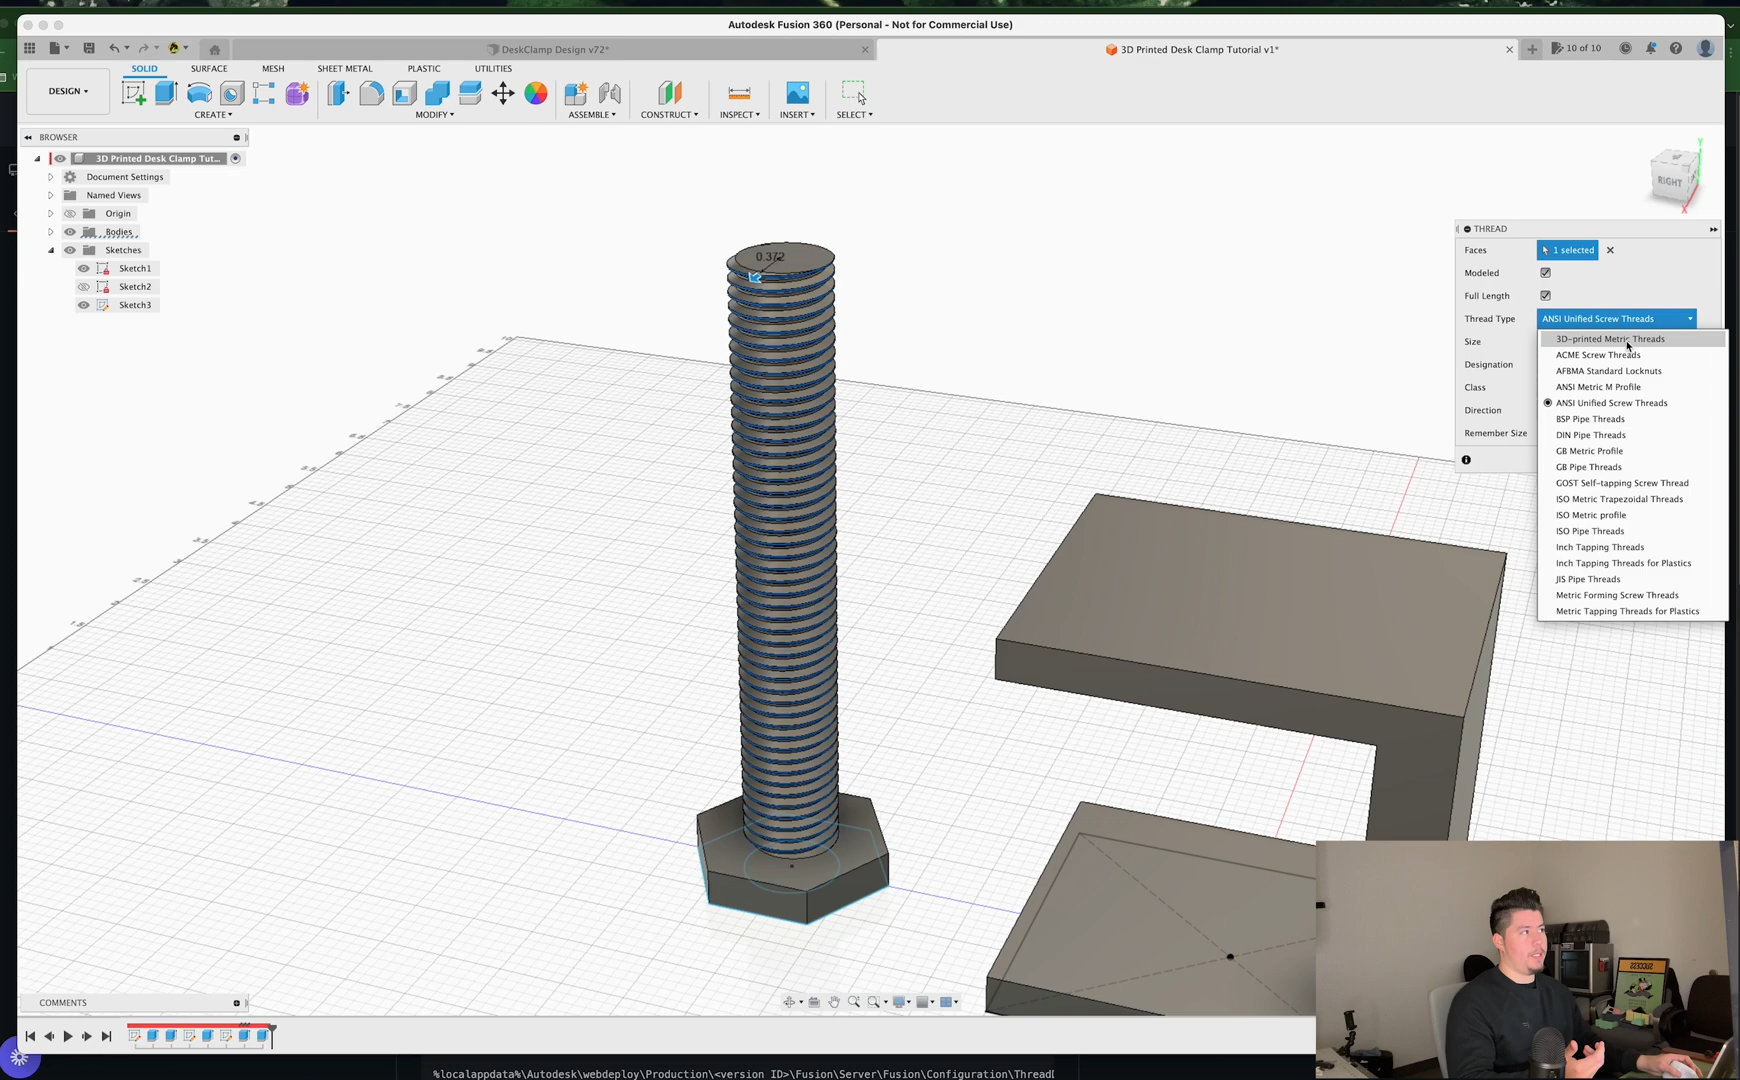 Autodesk Fusion 360 (Personal - Not for Commercial Use)
DeskClamp Design v72*
3D Printed Desk Clamp Tutorial v1*
10 of 10
SOLID SURFACE MESH SHEET METAL PLASTIC UTILITIES
DESIGN
CREATE MODIFY ASSEMBLE CONSTRUCT INSPECT INSERT SELECT
BROWSER
3D Printed Desk Clamp Tut...
Document Settings
Named Views
Origin
Bodies
Sketches
Sketch1
Sketch2
Sketch3
0.372
RIGHT
Y
X
THREAD
Faces 1 selected
Modeled
Full Length
Thread Type ANSI Unified Screw Threads
Size
Designation
Class
Direction
Remember Size
3D-printed Metric Threads
ACME Screw Threads
AFBMA Standard Locknuts
ANSI Metric M Profile
ANSI Unified Screw Threads
BSP Pipe Threads
DIN Pipe Threads
GB Metric Profile
GB Pipe Threads
GOST Self-tapping Screw Thread
ISO Metric Trapezoidal Threads
ISO Metric profile
ISO Pipe Threads
Inch Tapping Threads
Inch Tapping Threads for Plastics
JIS Pipe Threads
Metric Forming Screw Threads
Metric Tapping Threads for Plastics
SUCCESS
COMMENTS
%localappdata%\Autodesk\webdeploy\Production\<version ID>\Fusion\Server\Fusion\Configuration\Thread